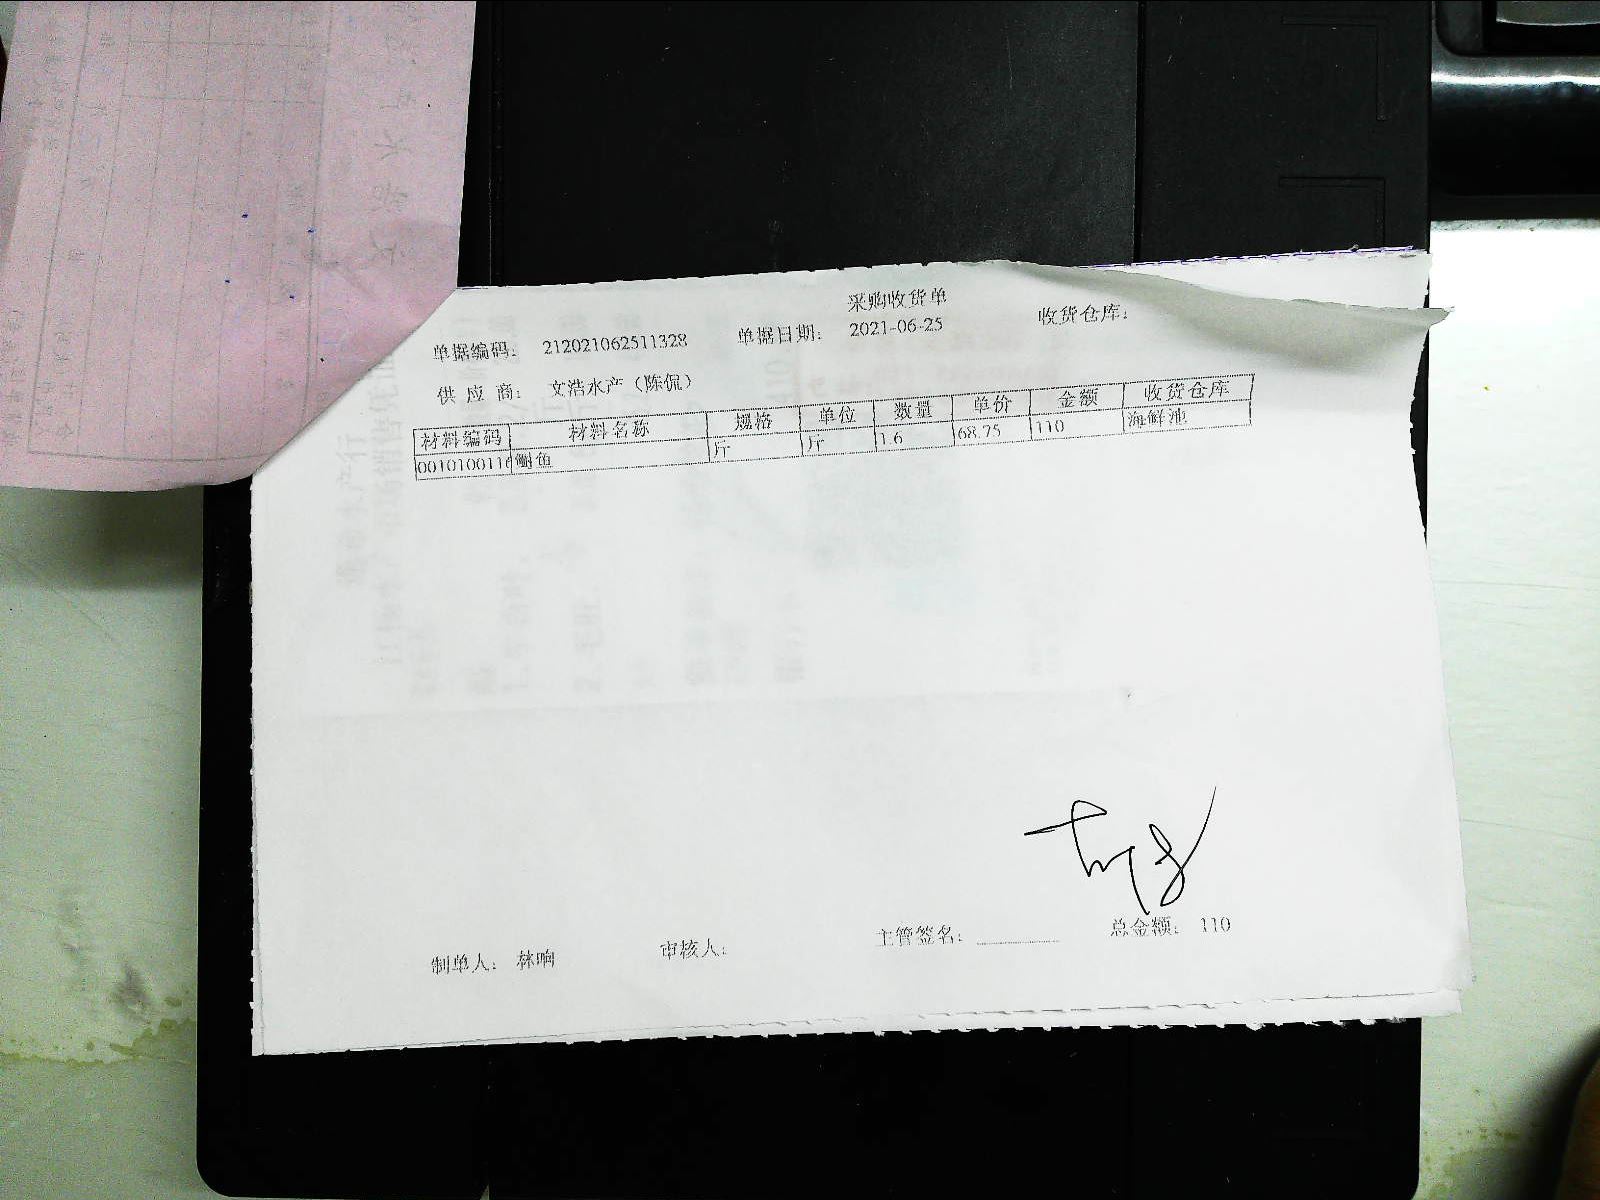 采购收货单
单据编码： 212021062511328 单据日期： 2021-06-25 收货仓库：
供 应 商： 文浩水产（陈侃）
材料编码 材料名称 规格 单位 数量 单价 金额 收货仓库
0010100116 鮰鱼 斤 斤 1.6 68.75 110 海鲜池
制单人： 林响 审核人： 主管签名： 总金额： 110